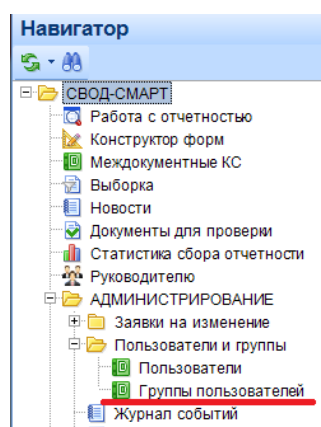 Навигатор
СВОД-СМАРТ
Работа с отчетностью
Конструктор форм
Междокументные КС
Выборка
Новости
Документы для проверки
Статистика сбора отчетности
Руководителю
АДМИНИСТРИРОВАНИЕ
Заявки на изменение
Пользователи и группы
Пользователи
Группы пользователей
Журнал событий